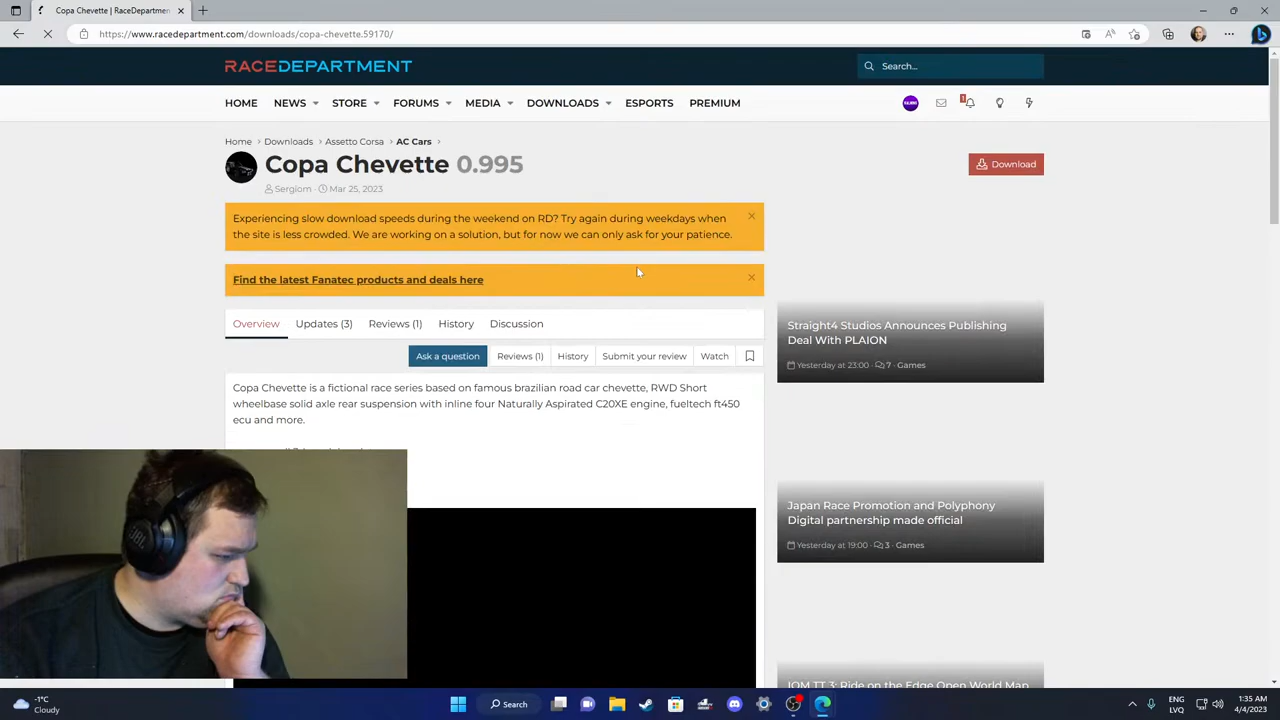 Copa Chevette | RaceDepartmen
https://www.racedepartment.com/downloads/copa-chevette.59170/
RACEDEPARTMENT
Search...
HOME NEWS STORE FORUMS MEDIA DOWNLOADS ESPORTS PREMIUM
1
Home > Downloads > Assetto Corsa > AC Cars >
Copa Chevette 0.995
Download
Sergiom Mar 25, 2023
Experiencing slow download speeds during the weekend on RD? Try again during weekdays when
the site is less crowded. We are working on a solution, but for now we can only ask for your patience.
Find the latest Fanatec products and deals here
Overview Updates (3) Reviews (1) History Discussion
Ask a question Reviews (1) History Submit your review Watch
Copa Chevette is a fictional race series based on famous brazilian road car chevette, RWD Short
wheelbase solid axle rear suspension with inline four Naturally Aspirated C20XE engine, fueltech ft450
ecu and more.
Straight4 Studios Announces Publishing
Deal With PLAION
Yesterday at 23:00 · 7 · Games
Japan Race Promotion and Polyphony
Digital partnership made official
Yesterday at 19:00 · 3 · Games
IOM TT 3: Ride on the Edge Open World Map
JBL
-1°C
Cloudy
Search
ENG
LVQ
1:35 AM
4/4/2023